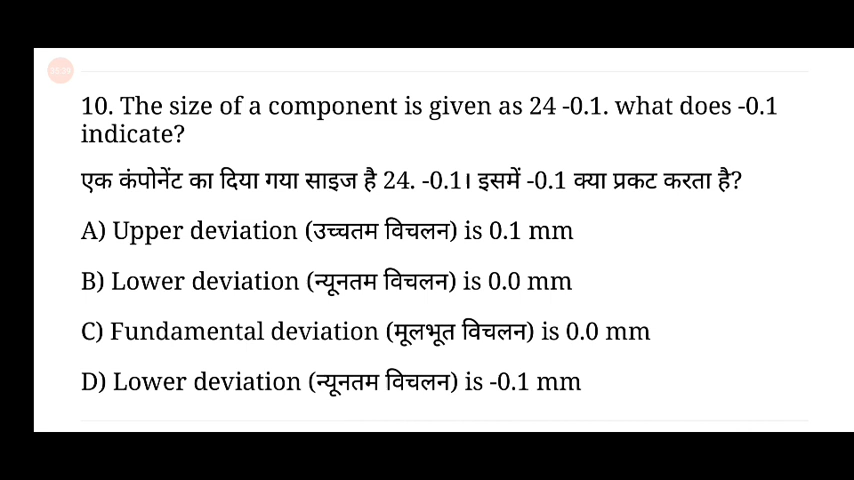 10. The size of a component is given as 24 -0.1. what does -0.1
indicate?
एक कंपोनेंट का दिया गया साइज है 24. -0.1। इसमें -0.1 क्या प्रकट करता है?
A) Upper deviation (उच्चतम विचलन) is 0.1 mm
B) Lower deviation (न्यूनतम विचलन) is 0.0 mm
C) Fundamental deviation (मूलभूत विचलन) is 0.0 mm
D) Lower deviation (न्यूनतम विचलन) is -0.1 mm